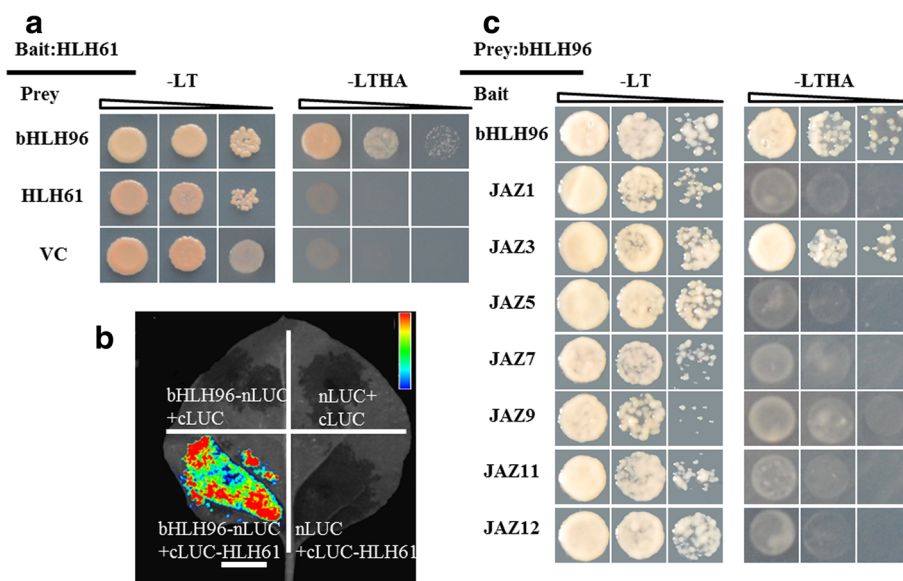 a
Bait:HLH61
-LT
-LTHA
Prey
bHLH96
HLH61
VC
b
bHLH96-nLUC
+cLUC
nLUC+
cLUC
bHLH96-nLUC
+cLUC-HLH61
nLUC
+cLUC-HLH61
c
Prey:bHLH96
-LT
-LTHA
Bait
bHLH96
JAZ1
JAZ3
JAZ5
JAZ7
JAZ9
JAZ11
JAZ12